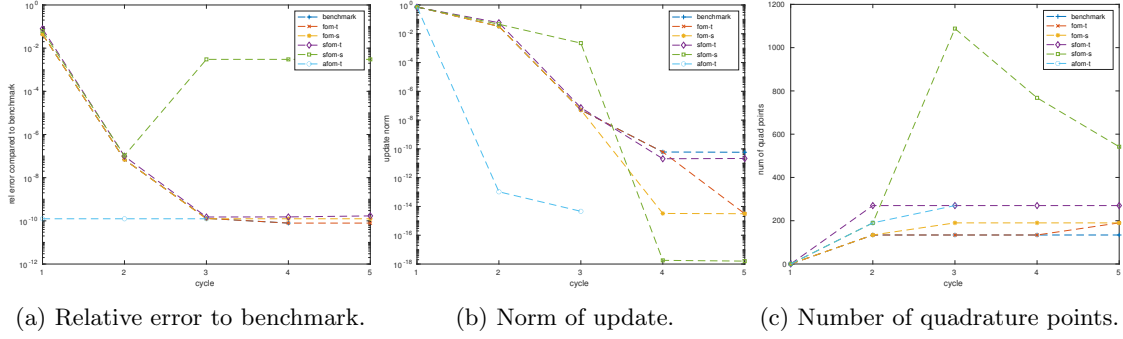 10^0
10^-2
10^-4
10^-6
10^-8
10^-10
10^-12
rel error compared to benchmark
1 2 3 4 5
cycle
benchmark
fom-t
fom-s
sfom-t
sfom-s
afom-t
(a) Relative error to benchmark.
10^0
10^-2
10^-4
10^-6
10^-8
10^-10
10^-12
10^-14
10^-16
10^-18
update norm
1 2 3 4 5
cycle
benchmark
fom-t
fom-s
sfom-t
sfom-s
afom-t
(b) Norm of update.
1200
1000
800
600
400
200
0
num of quad points
1 2 3 4 5
cycle
benchmark
fom-t
fom-s
sfom-t
sfom-s
afom-t
(c) Number of quadrature points.